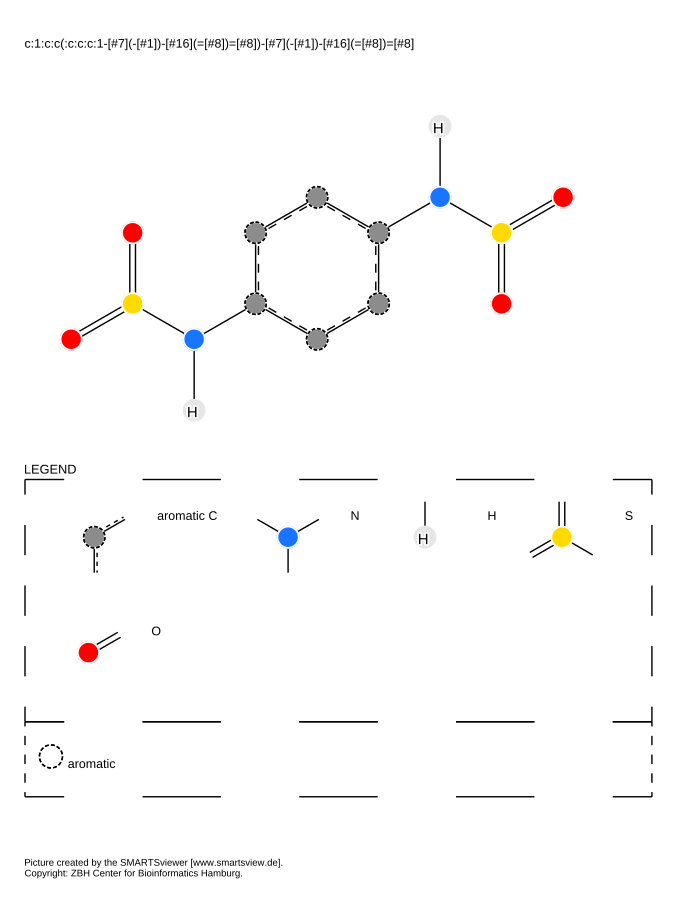 c:1:c:c(:c:c:c:1-[#7](-[#1])-[#16](=[#8])=[#8])-[#7](-[#1])-[#16](=[#8])=[#8]
H
H
LEGEND
aromatic C
N
H
H
S
O
aromatic
Picture created by the SMARTSviewer [www.smartsview.de].
Copyright: ZBH Center for Bioinformatics Hamburg.